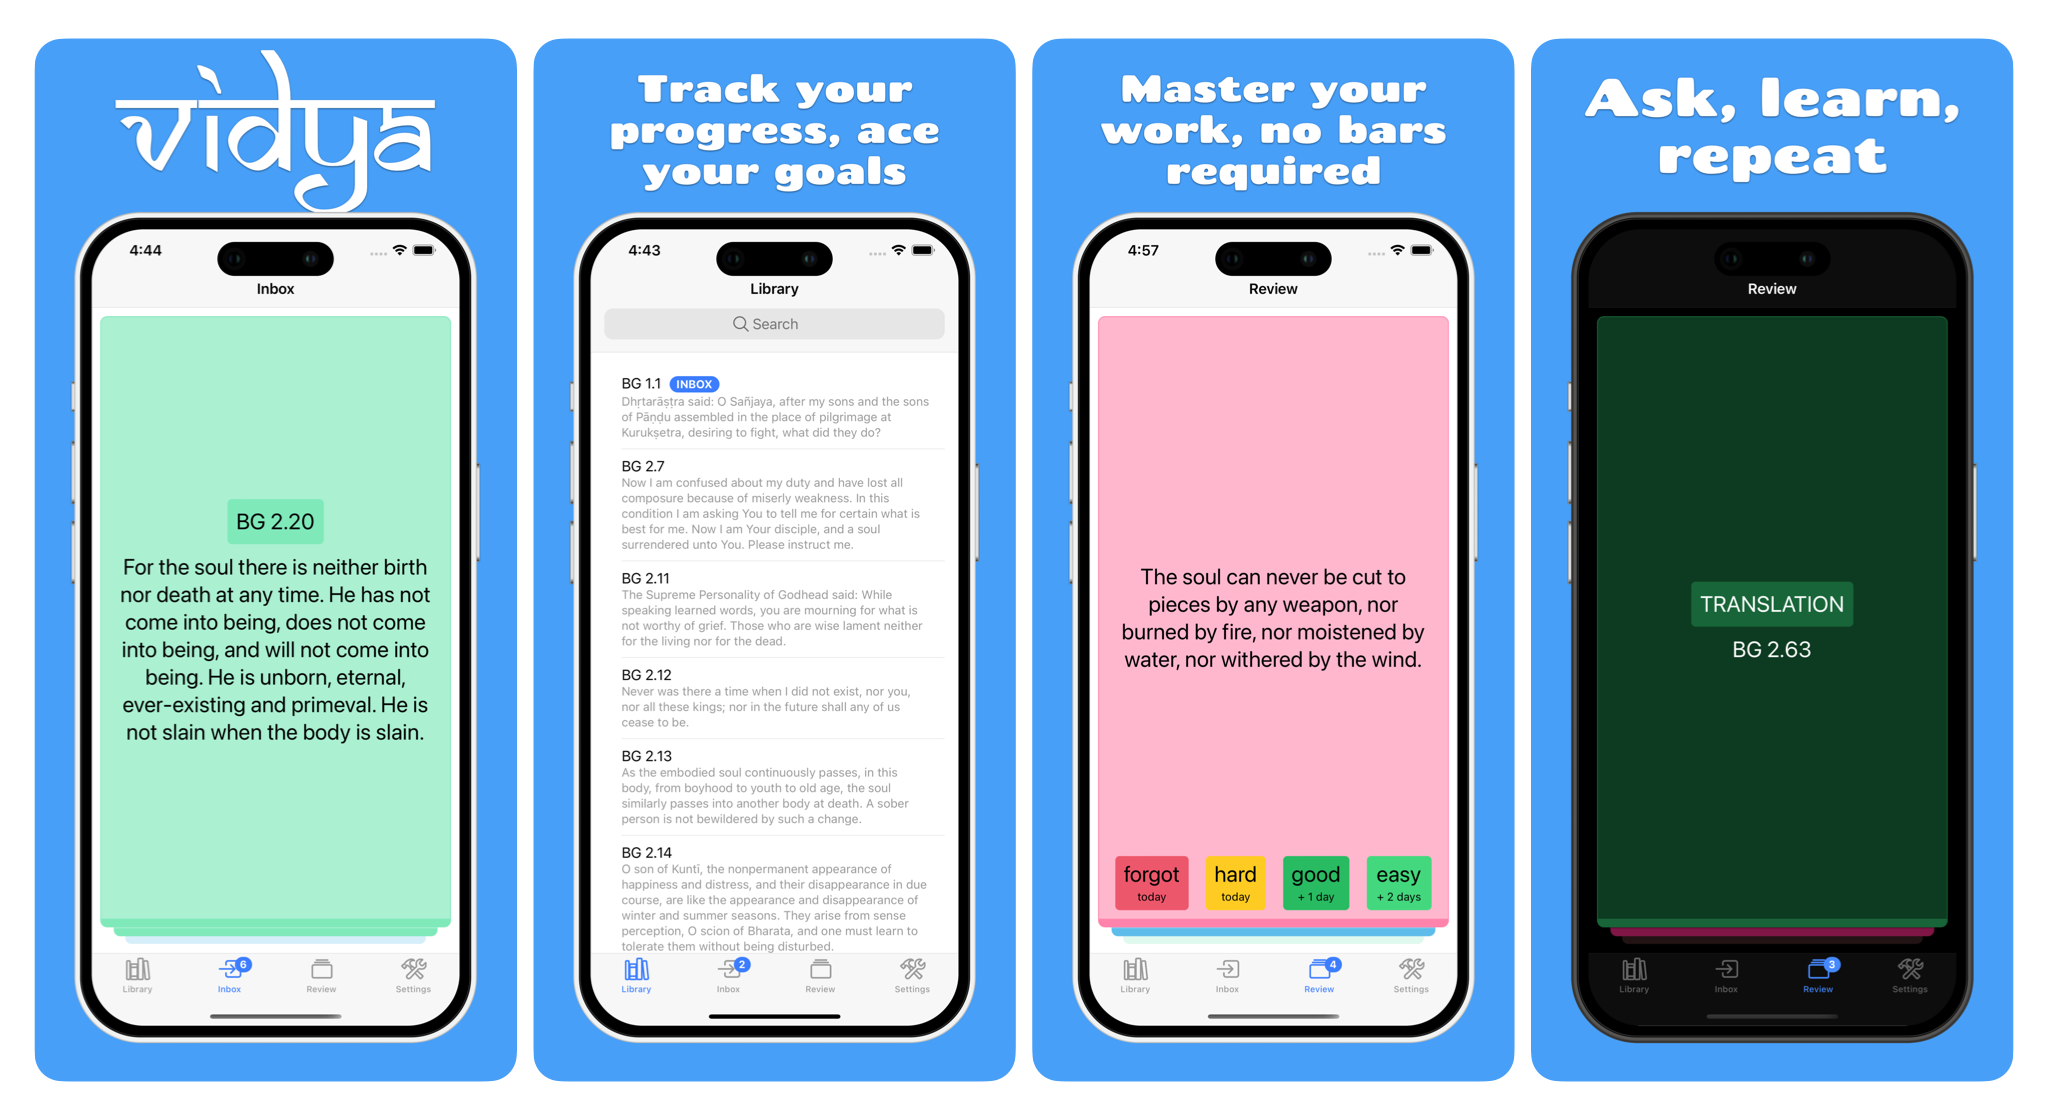 vidya
4:44
Inbox
BG 2.20
For the soul there is neither birth
nor death at any time. He has not
come into being, does not come
into being, and will not come into
being. He is unborn, eternal,
ever-existing and primeval. He is
not slain when the body is slain.
Library
6
Inbox
Review
Settings
Track your
progress, ace
your goals
4:43
Library
Search
BG 1.1 INBOX
Dhṛtarāṣṭra said: O Sañjaya, after my sons and the sons
of Pāṇḍu assembled in the place of pilgrimage at
Kurukṣetra, desiring to fight, what did they do?
BG 2.7
Now I am confused about my duty and have lost all
composure because of miserly weakness. In this
condition I am asking You to tell me for certain what is
best for me. Now I am Your disciple, and a soul
surrendered unto You. Please instruct me.
BG 2.11
The Supreme Personality of Godhead said: While
speaking learned words, you are mourning for what is
not worthy of grief. Those who are wise lament neither
for the living nor for the dead.
BG 2.12
Never was there a time when I did not exist, nor you,
nor all these kings; nor in the future shall any of us
cease to be.
BG 2.13
As the embodied soul continuously passes, in this
body, from boyhood to youth to old age, the soul
similarly passes into another body at death. A sober
person is not bewildered by such a change.
BG 2.14
O son of Kuntī, the nonpermanent appearance of
happiness and distress, and their disappearance in due
course, are like the appearance and disappearance of
winter and summer seasons. They arise from sense
perception, O scion of Bharata, and one must learn to
tolerate them without being disturbed.
Library
2
Inbox
Review
Settings
Master your
work, no bars
required
4:57
Review
The soul can never be cut to
pieces by any weapon, nor
burned by fire, nor moistened by
water, nor withered by the wind.
forgot
today
hard
today
good
+ 1 day
easy
+ 2 days
Library
Inbox
4
Review
Settings
Ask, learn,
repeat
Review
TRANSLATION
BG 2.63
Library
Inbox
3
Review
Settings